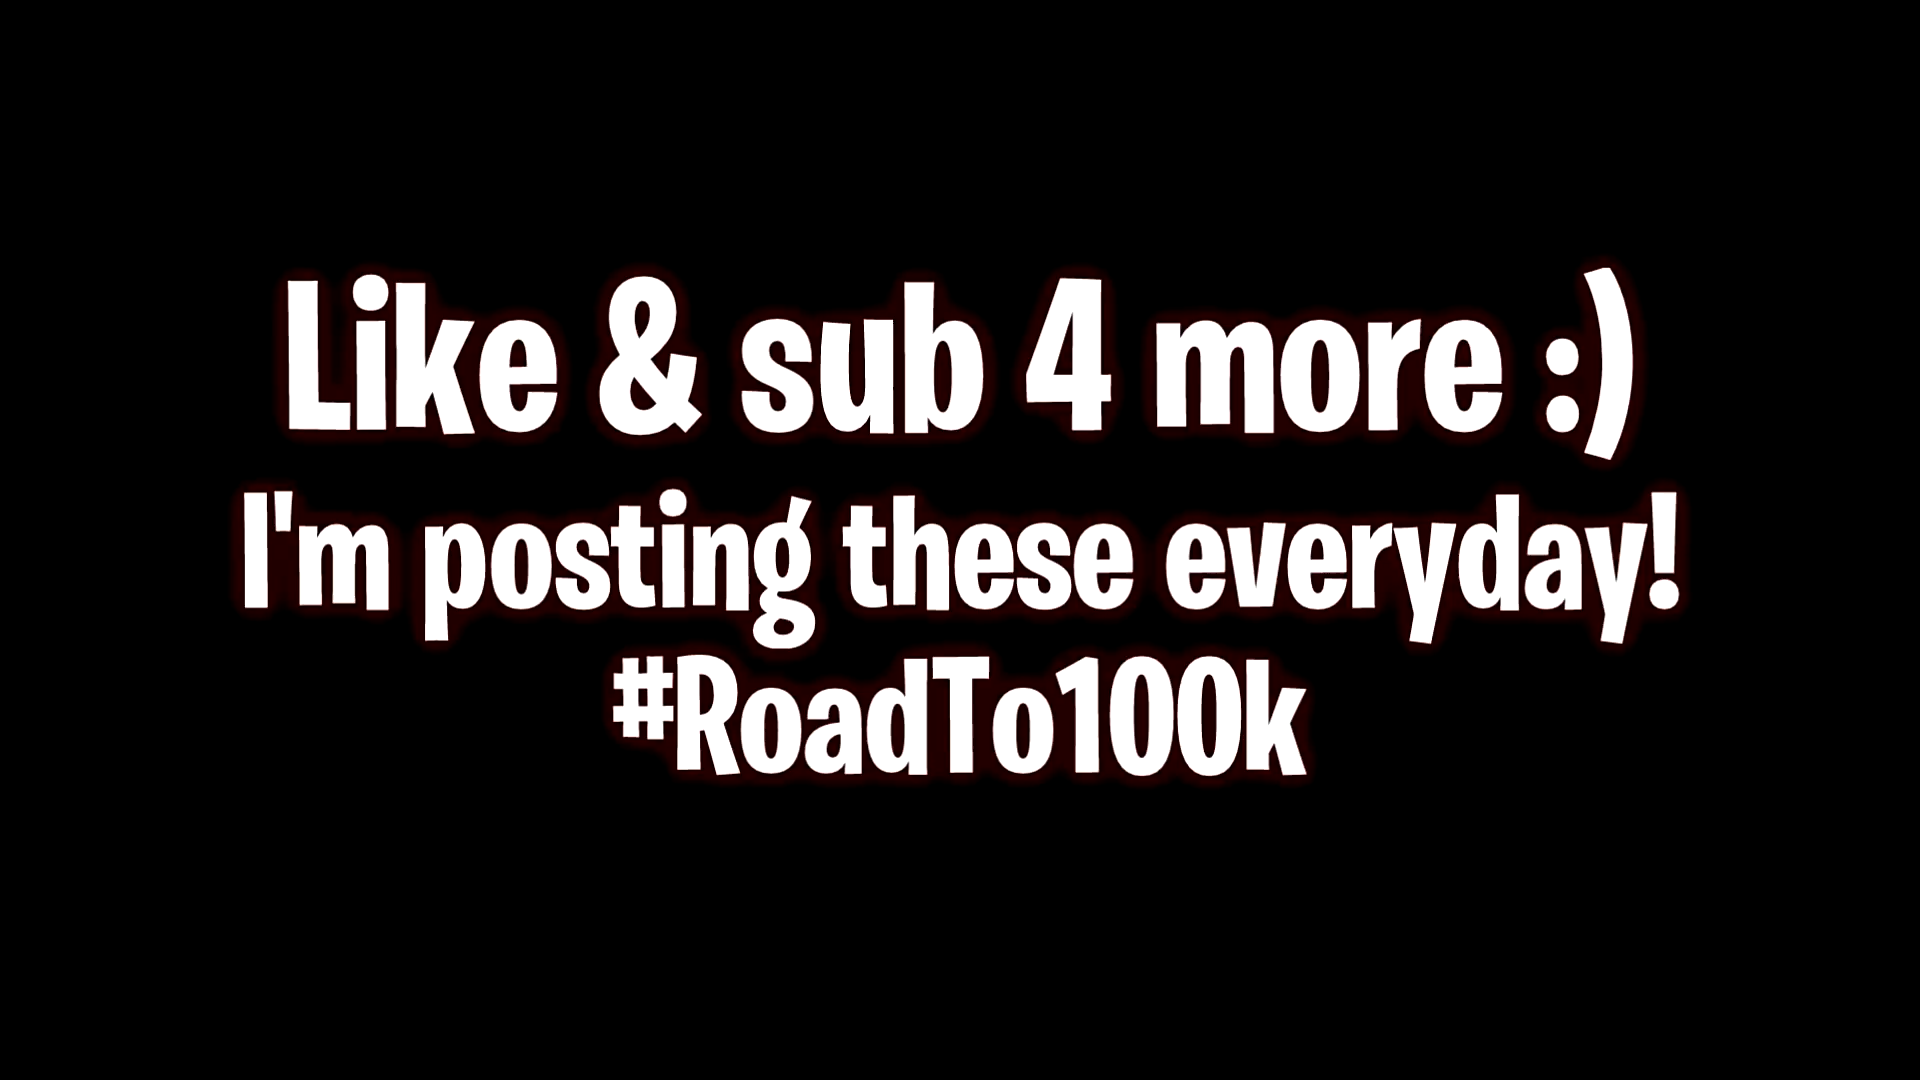 Like & sub 4 more :)
I'm posting these everyday!
#RoadTo100k